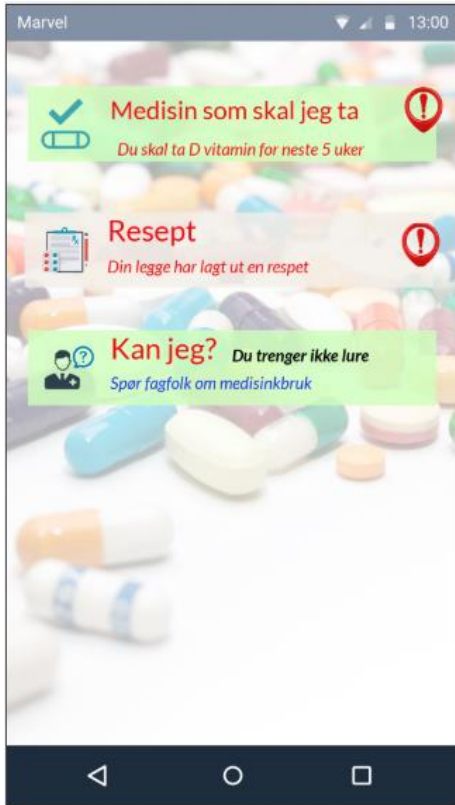 Marvel 13:00
Medisin som skal jeg ta
Du skal ta D vitamin for neste 5 uker
Resept
Din legge har lagt ut en respet
Kan jeg? Du trenger ikke lure
Spør fagfolk om medisinkbruk